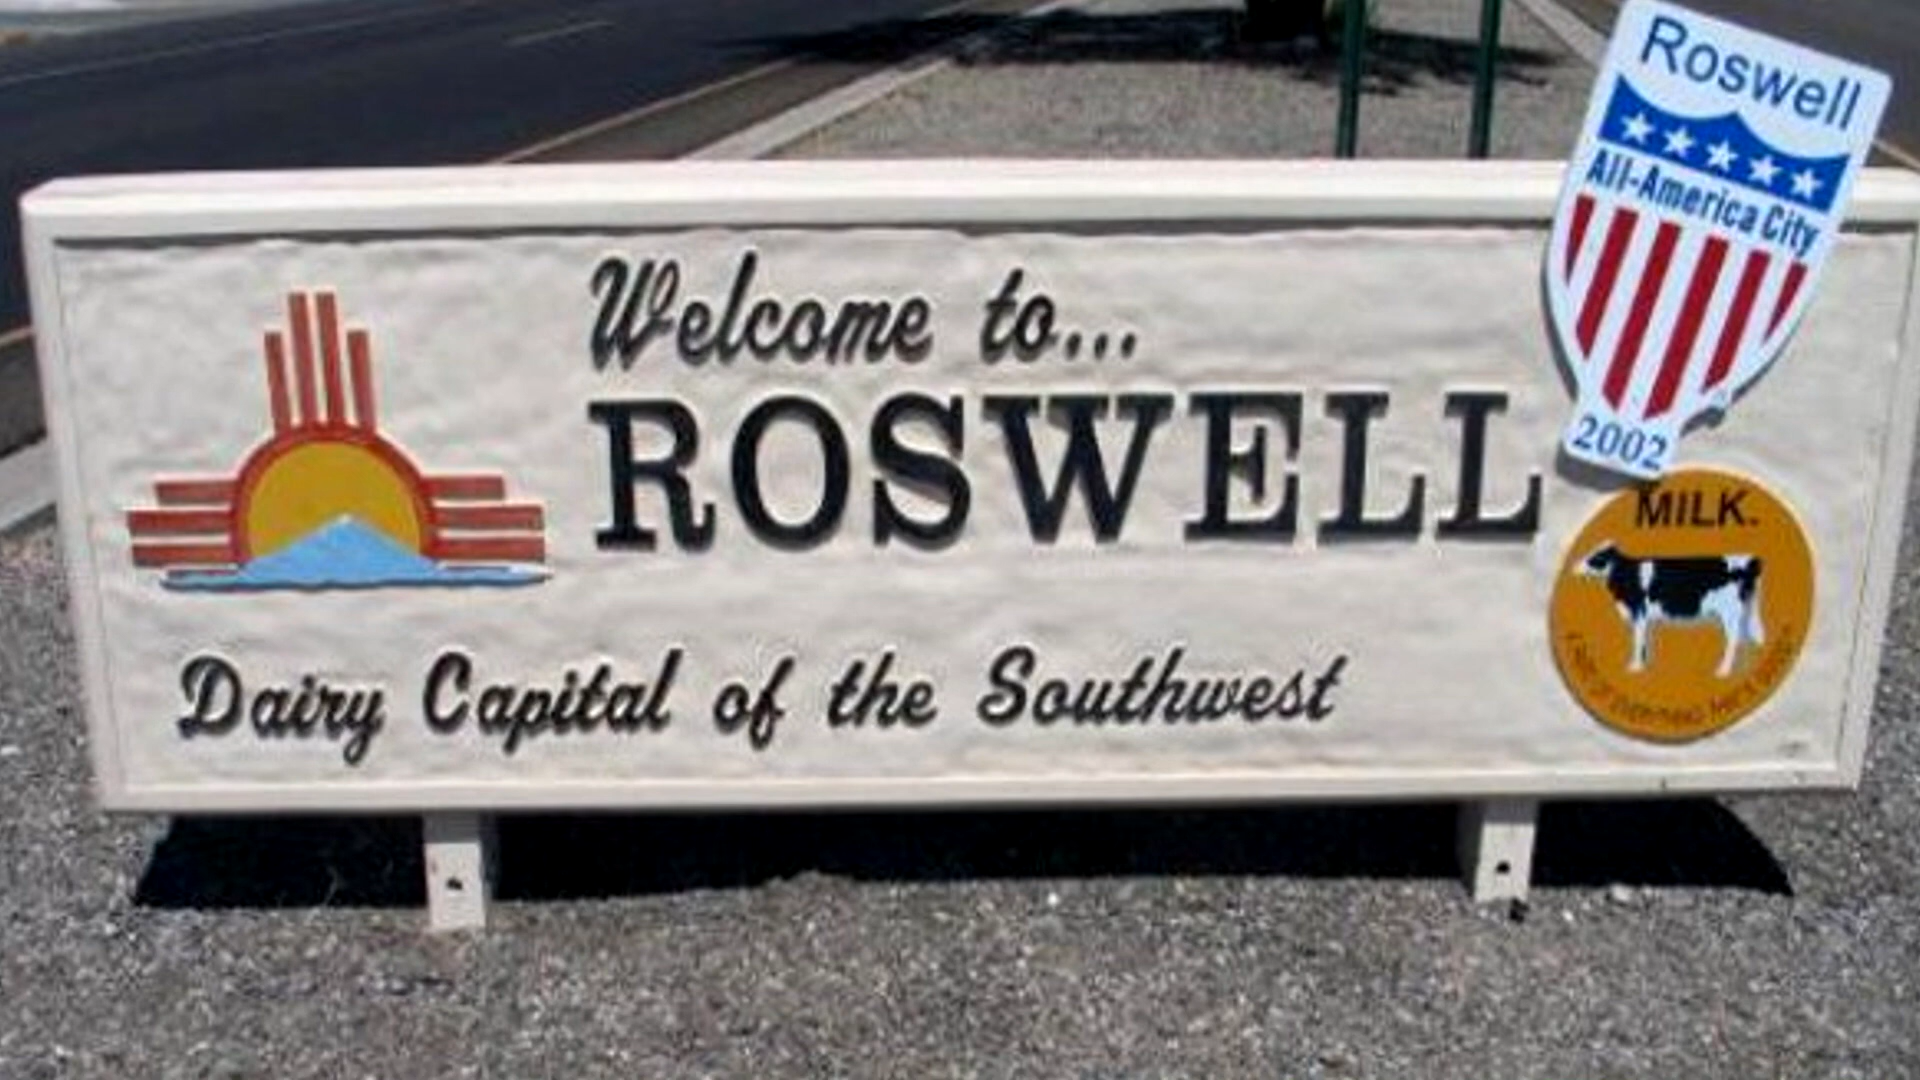 Roswell
All-America City
2002
Welcome to...
ROSWELL
Dairy Capital of the Southwest
MILK.